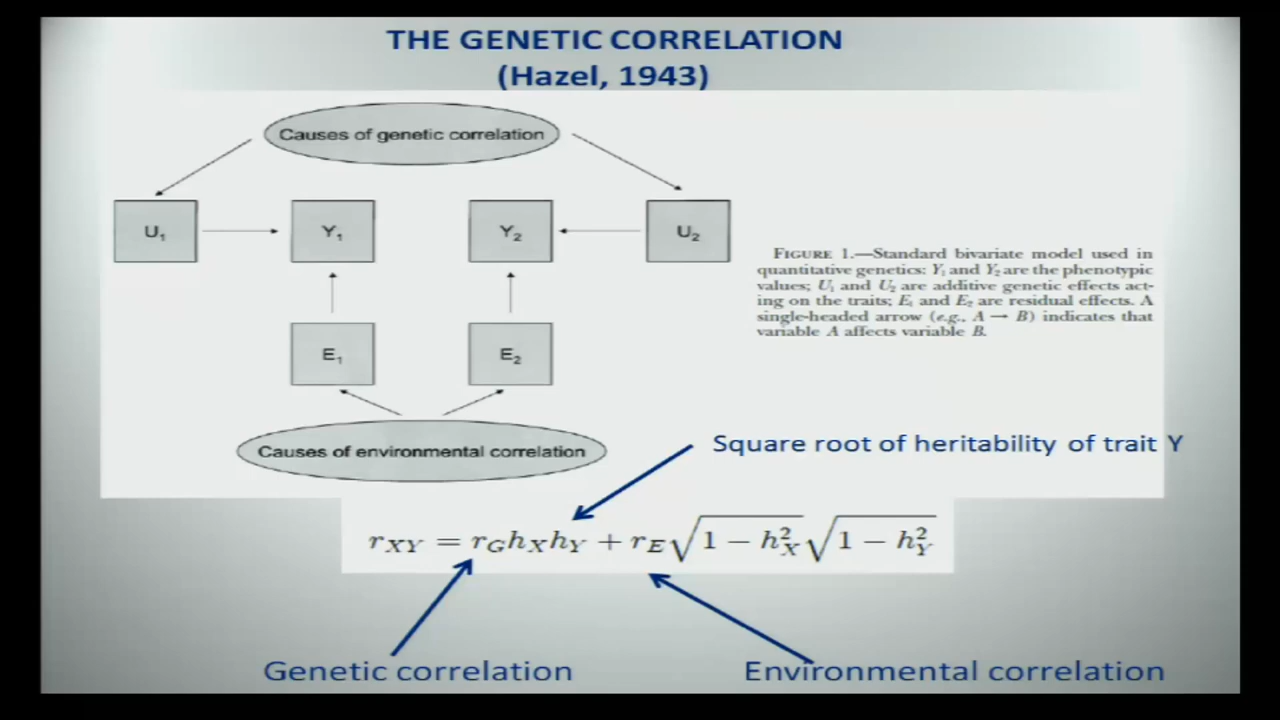 THE GENETIC CORRELATION
(Hazel, 1943)
Causes of genetic correlation
U₁
Y₁
Y₂
U₂
FIGURE 1.—Standard bivariate model used in
quantitative genetics: Y₁ and Y₂ are the phenotypic
values; U₁ and U₂ are additive genetic effects act-
ing on the traits; E₁ and E₂ are residual effects. A
single-headed arrow (e.g., A → B) indicates that
variable A affects variable B.
E₁
E₂
Causes of environmental correlation
Square root of heritability of trait Y
r_{XY} = r_G h_X h_Y + r_E √(1 − h²_X) √(1 − h²_Y)
Genetic correlation
Environmental correlation